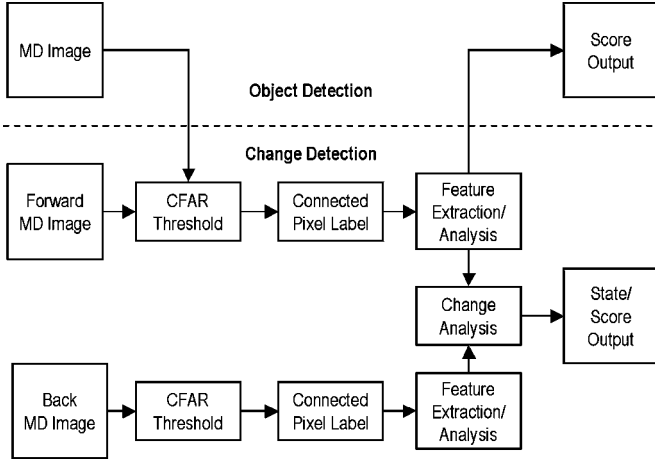 MD Image
Score
Output
Object Detection
Change Detection
Forward
MD Image
CFAR
Threshold
Connected
Pixel Label
Feature
Extraction/
Analysis
Change
Analysis
State/
Score
Output
Back
MD Image
CFAR
Threshold
Connected
Pixel Label
Feature
Extraction/
Analysis